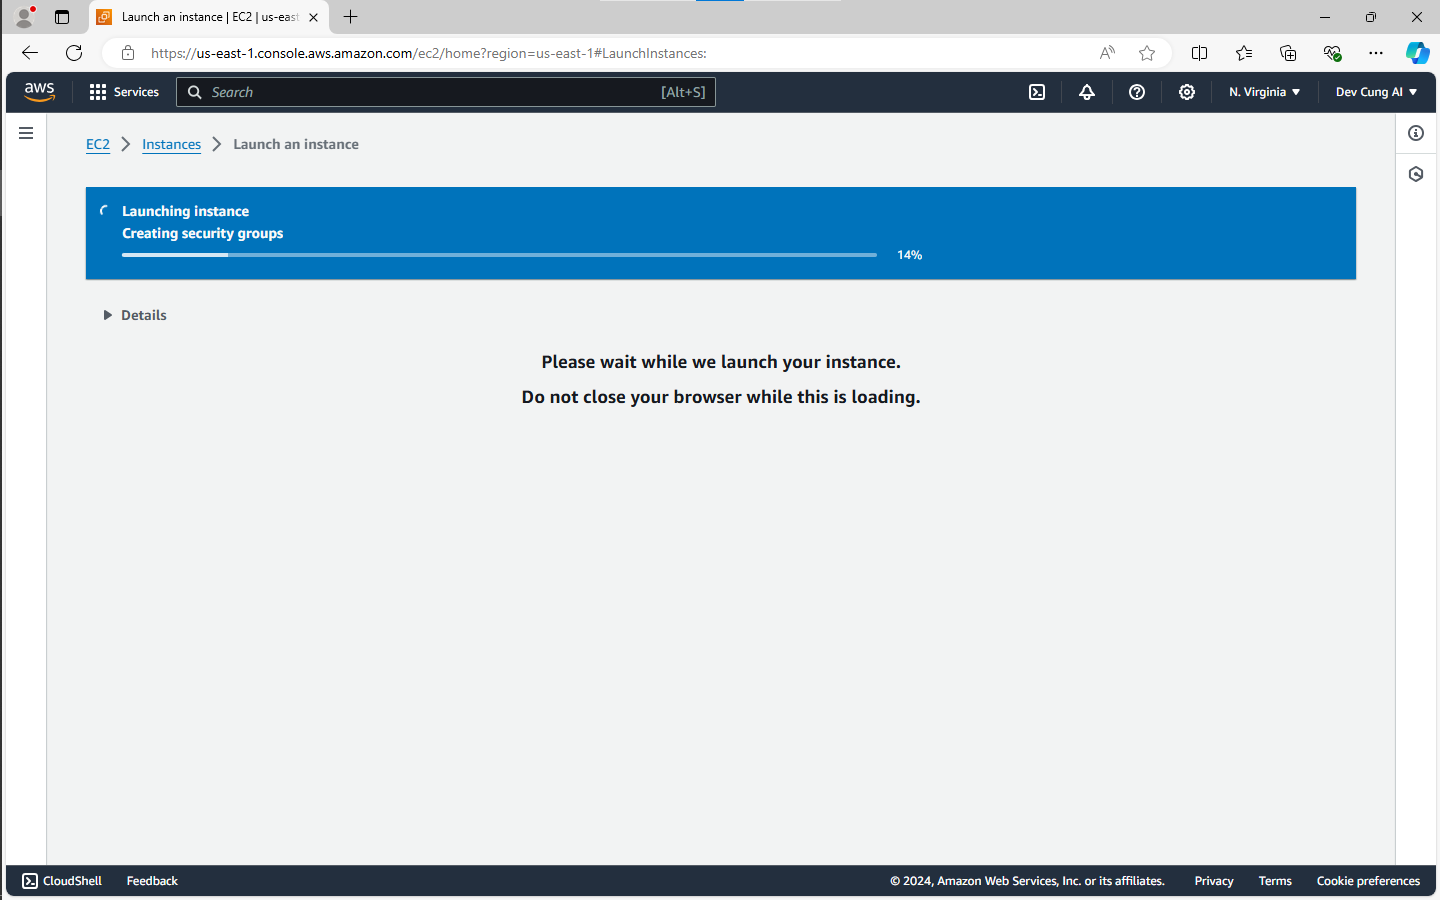 Launch an instance | EC2 | us-east
https://us-east-1.console.aws.amazon.com/ec2/home?region=us-east-1#LaunchInstances:
aws
Services
Search
[Alt+S]
N. Virginia
Dev Cung AI
EC2
Instances
Launch an instance
Launching instance
Creating security groups
14%
Details
Please wait while we launch your instance.
Do not close your browser while this is loading.
CloudShell
Feedback
© 2024, Amazon Web Services, Inc. or its affiliates.
Privacy
Terms
Cookie preferences